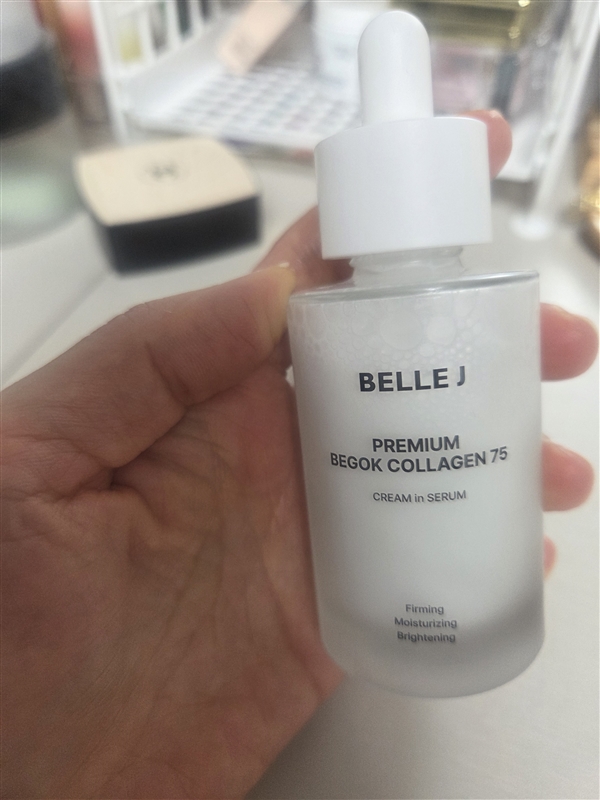 BELLE J
PREMIUM
BEGOK COLLAGEN 75
CREAM in SERUM
Firming
Moisturizing
Brightening